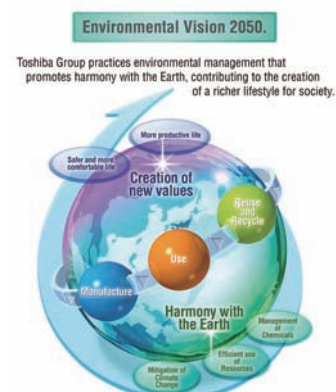 Environmental Vision 2050.
Toshiba Group practices environmental management that
promotes harmony with the Earth, contributing to the creation
of a richer lifestyle for society.
More productive life
Safer and more
comfortable life
Creation of
new values
Reuse
and
Recycle
Use
Manufacture
Harmony with
the Earth
Management
of Chemicals
Efficient use of
Resources
Mitigation of
Climate
Change